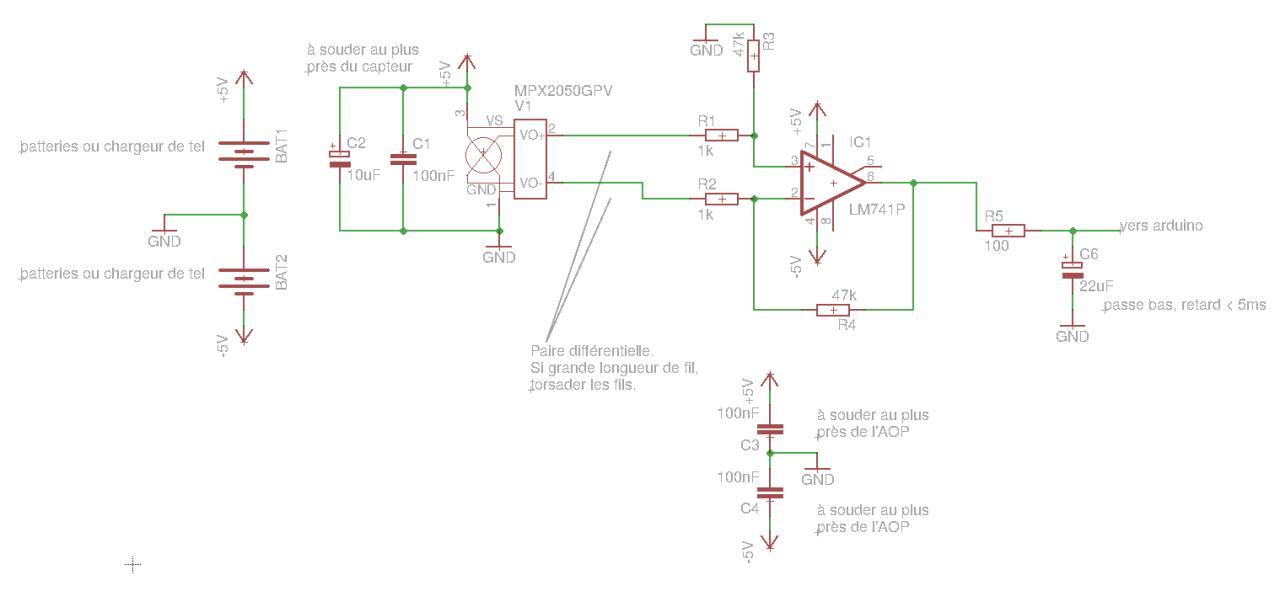 à souder au plus
près du capteur
+5V
batteries ou chargeur de tel
BAT1
GND
batteries ou chargeur de tel
BAT2
-5V
+5V
C2
10uF
C1
100nF
GND
MPX2050GPV
V1
3
VS
VO+
2
VO-
4
GND
1
GND
47k
R3
R1
1k
R2
1k
+5V
7
1
IC1
3
5
6
2
LM741P
4
8
-5V
47k
R4
R5
100
vers arduino
C6
22uF
passe bas, retard < 5ms
GND
Paire différentielle.
Si grande longueur de fil,
torsader les fils.
+5V
100nF
C3
à souder au plus
près de l'AOP
GND
100nF
C4
à souder au plus
près de l'AOP
-5V